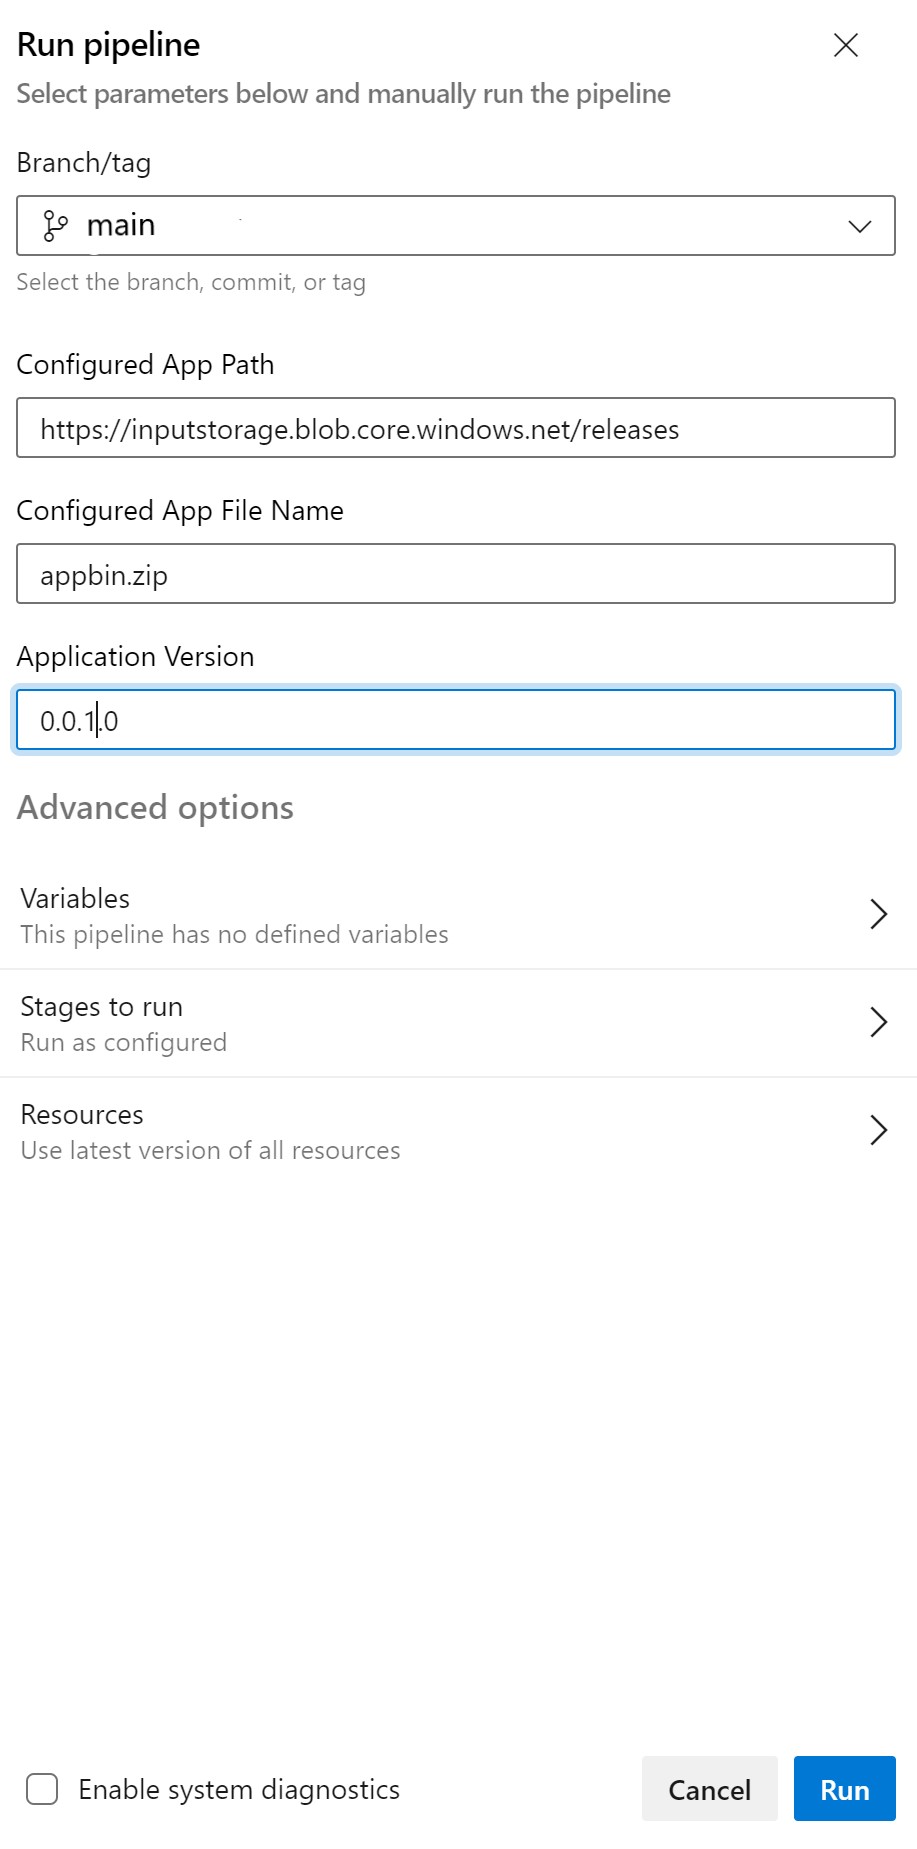 Run pipeline
Select parameters below and manually run the pipeline
Branch/tag
main
Select the branch, commit, or tag
Configured App Path
https://inputstorage.blob.core.windows.net/releases
Configured App File Name
appbin.zip
Application Version
0.0.1.0
Advanced options
Variables
This pipeline has no defined variables
Stages to run
Run as configured
Resources
Use latest version of all resources
Enable system diagnostics
Cancel
Run